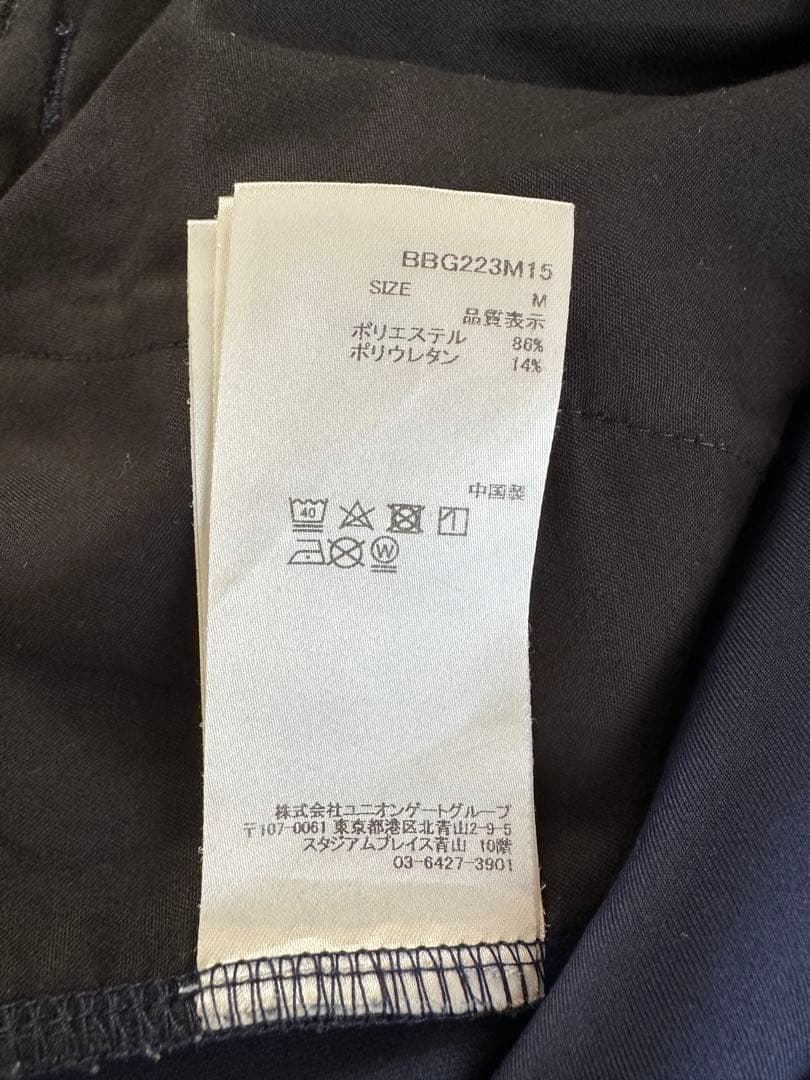 BBG223M15
SIZE M
品質表示
ポリエステル 86%
ポリウレタン 14%
中国製
40
W
株式会社ユニオンゲートグループ
〒107-0061 東京都港区北青山2-9-5
スタジアムプレイス青山 10階
03-6427-3901